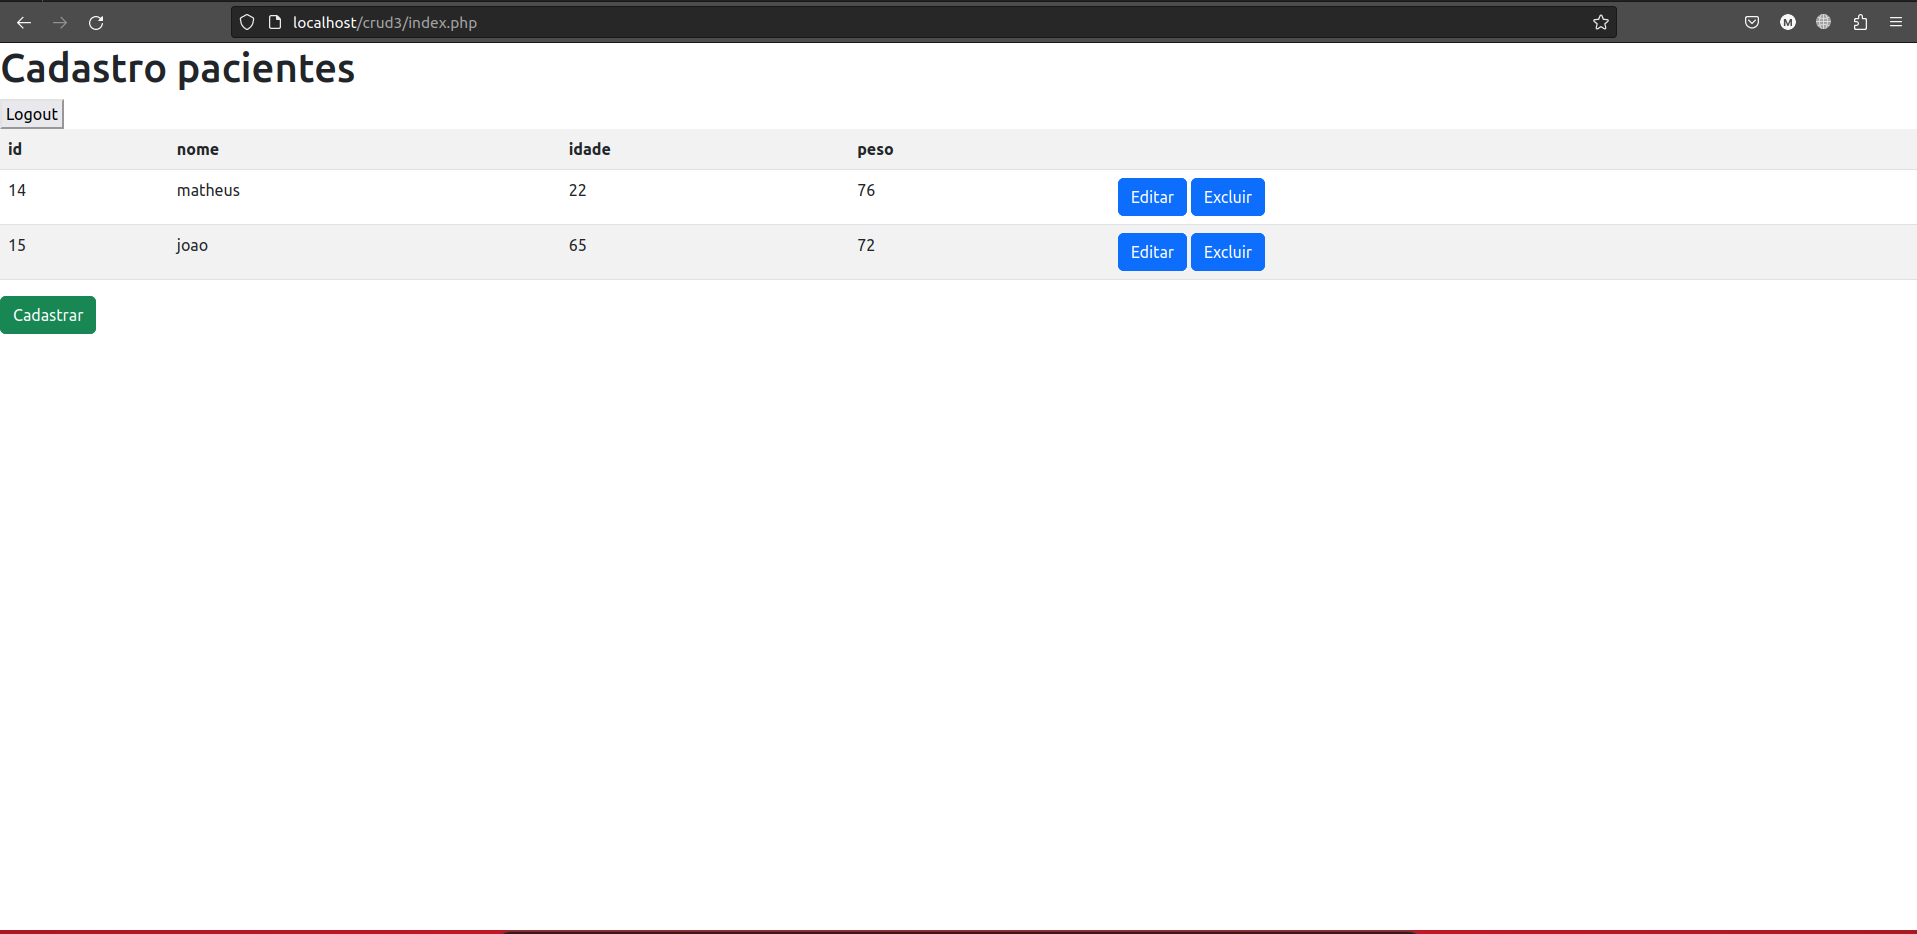 localhost/crud3/index.php
M
Cadastro pacientes
Logout
id nome idade peso
14 matheus 22 76 Editar Excluir
15 joao 65 72 Editar Excluir
Cadastrar